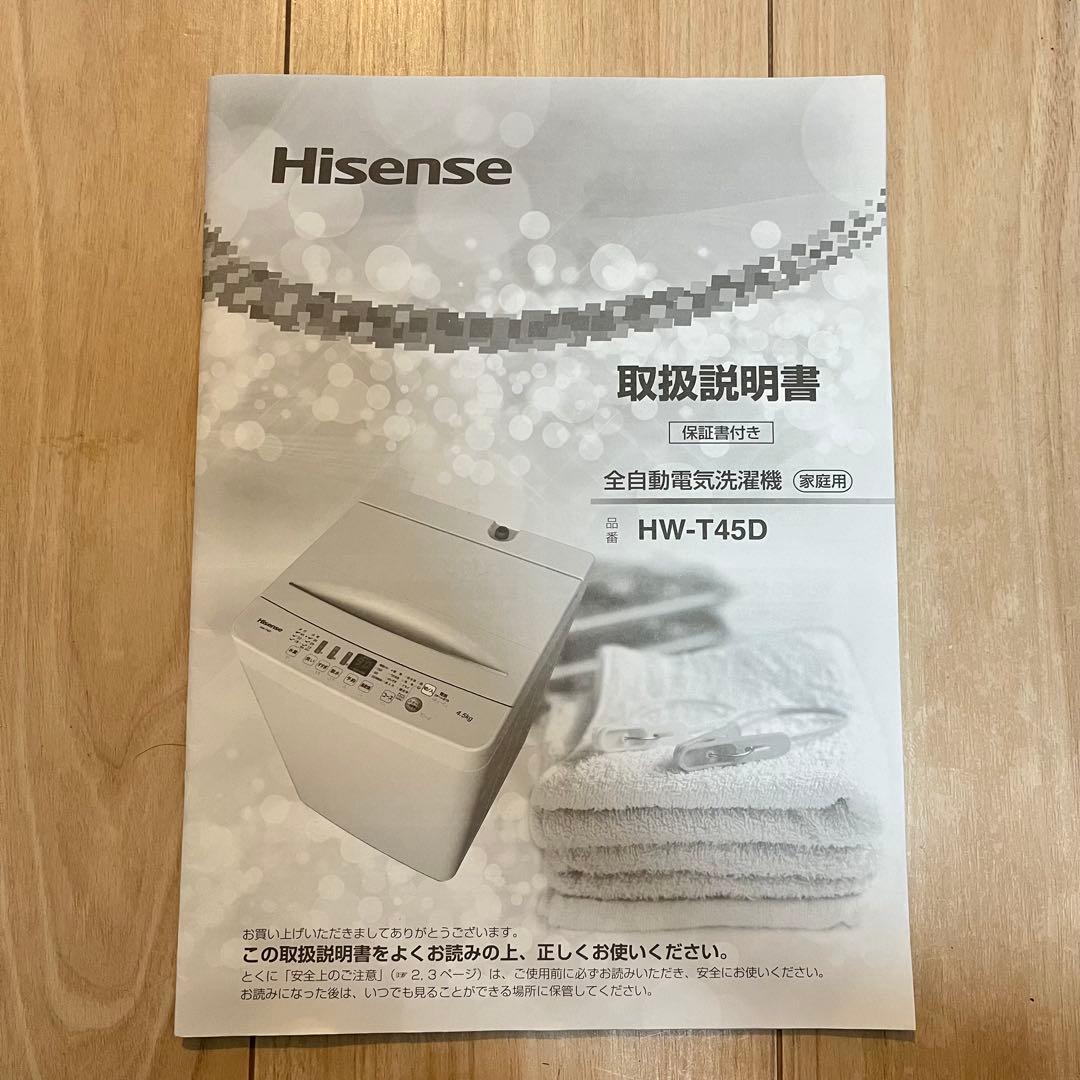 Hisense
取扱説明書
保証書付き
全自動電気洗濯機 家庭用
品番 HW-T45D
Hisense
4.5kg
お買い上げいただきましてありがとうございます。
この取扱説明書をよくお読みの上、正しくお使いください。
とくに「安全上のご注意」(☞ 2, 3 ページ) は、ご使用前に必ずお読みいただき、安全にお使いください。
お読みになった後は、いつでも見ることができる場所に保管してください。